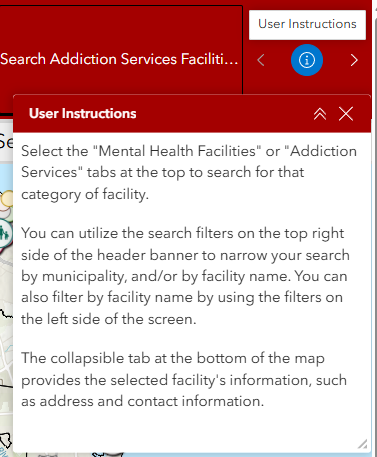 User Instructions
Search Addiction Services Faciliti...
User Instructions
Se
Select the "Mental Health Facilities" or "Addiction
Services" tabs at the top to search for that
category of facility.
You can utilize the search filters on the top right
side of the header banner to narrow your search
by municipality, and/or by facility name. You can
also filter by facility name by using the filters on
the left side of the screen.
The collapsible tab at the bottom of the map
provides the selected facility's information, such
as address and contact information.